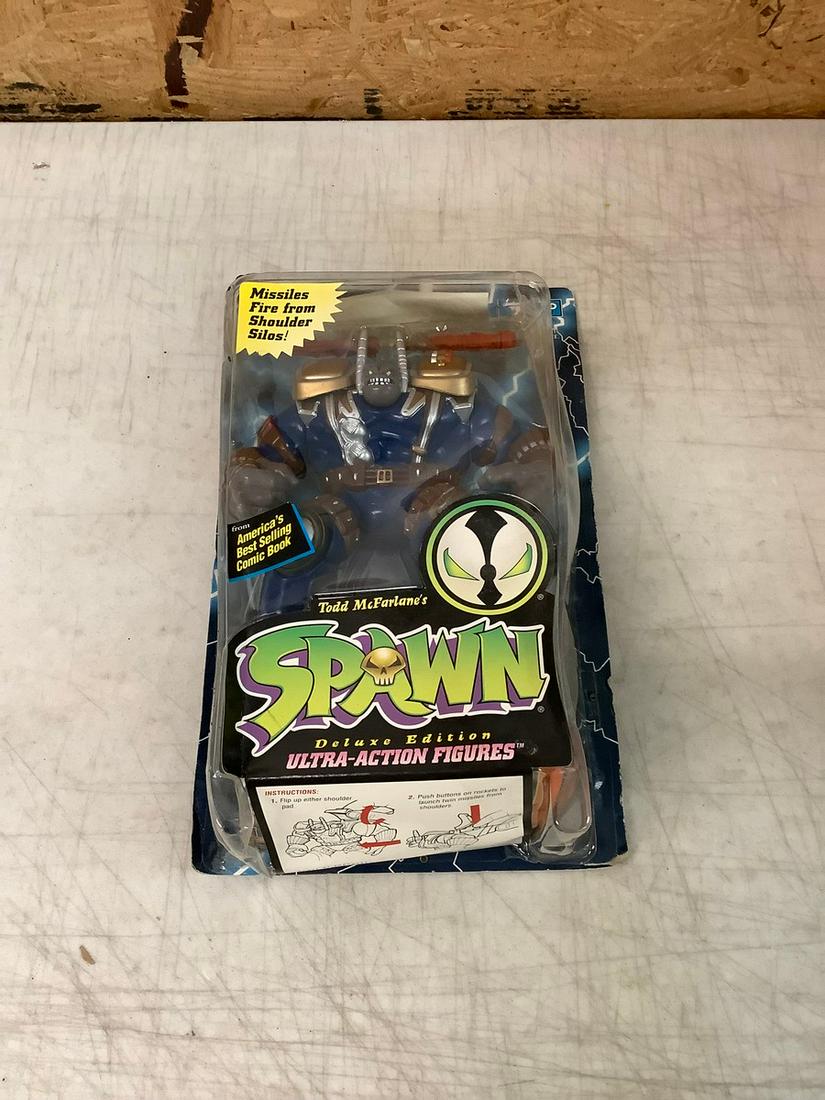 Missiles
Fire from
Shoulder
Silos!
from
America's
Best Selling
Comic Book
Todd McFarlane's
SPAWN
®
®
Deluxe Edition
ULTRA-ACTION FIGURES™
INSTRUCTIONS:
1. Flip up either shoulder
pad.
2. Push buttons on rockets to
launch twin missiles from
shoulders.